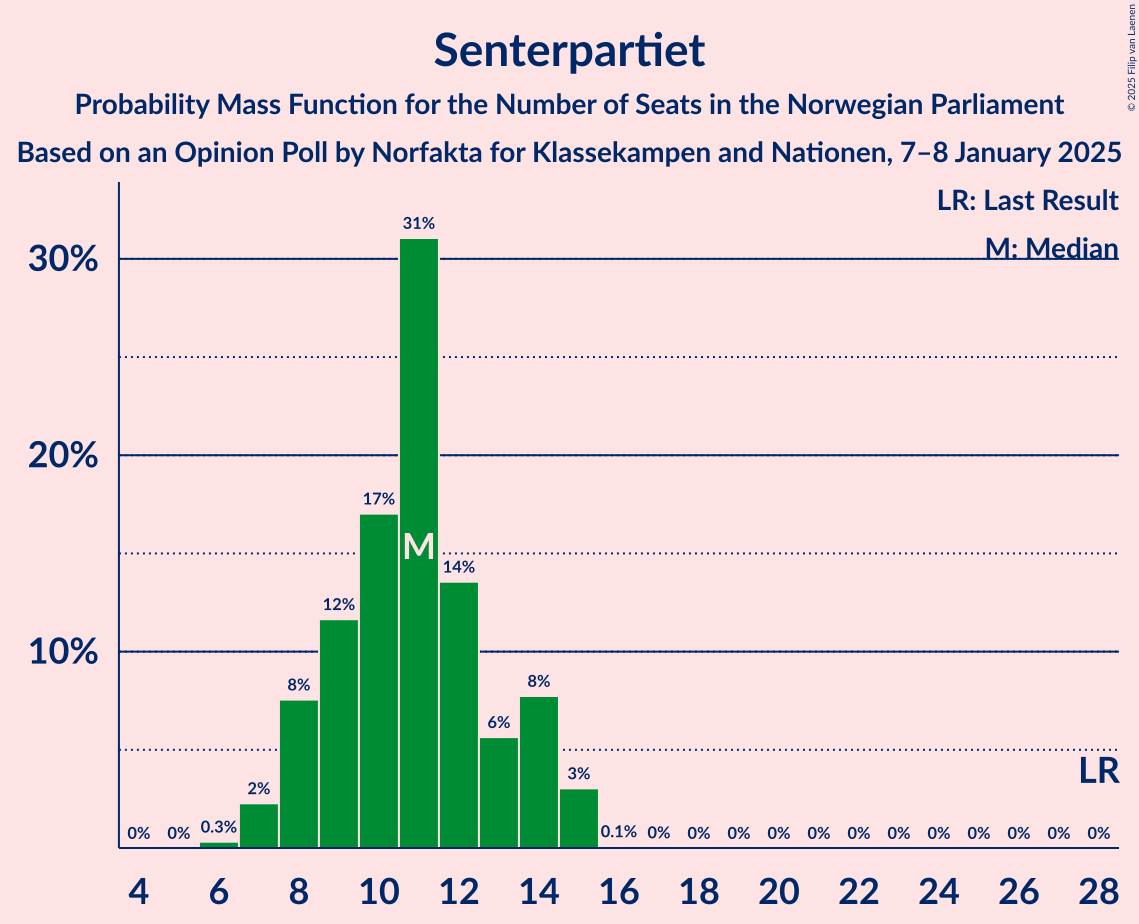 Senterpartiet
Probability Mass Function for the Number of Seats in the Norwegian Parliament
Based on an Opinion Poll by Norfakta for Klassekampen and Nationen, 7–8 January 2025
© 2025 Filip van Laenen
LR: Last Result
M: Median
31%
30%
20%
17%
M
14%
12%
10%
8%
8%
6%
LR
3%
2%
0% 0% 0.3% 0.1% 0% 0% 0% 0% 0% 0% 0% 0% 0% 0% 0% 0%
4 6 8 10 12 14 16 18 20 22 24 26 28